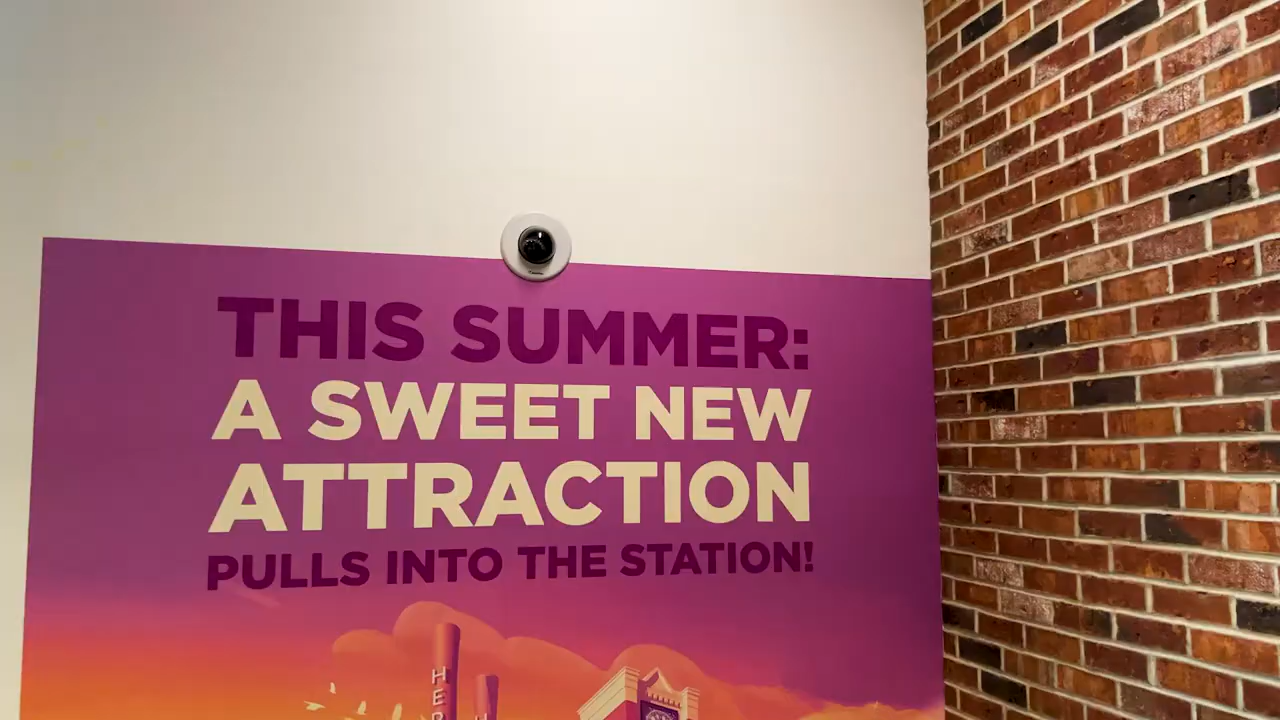 THIS SUMMER:
A SWEET NEW
ATTRACTION
PULLS INTO THE STATION!
H
E
R
H